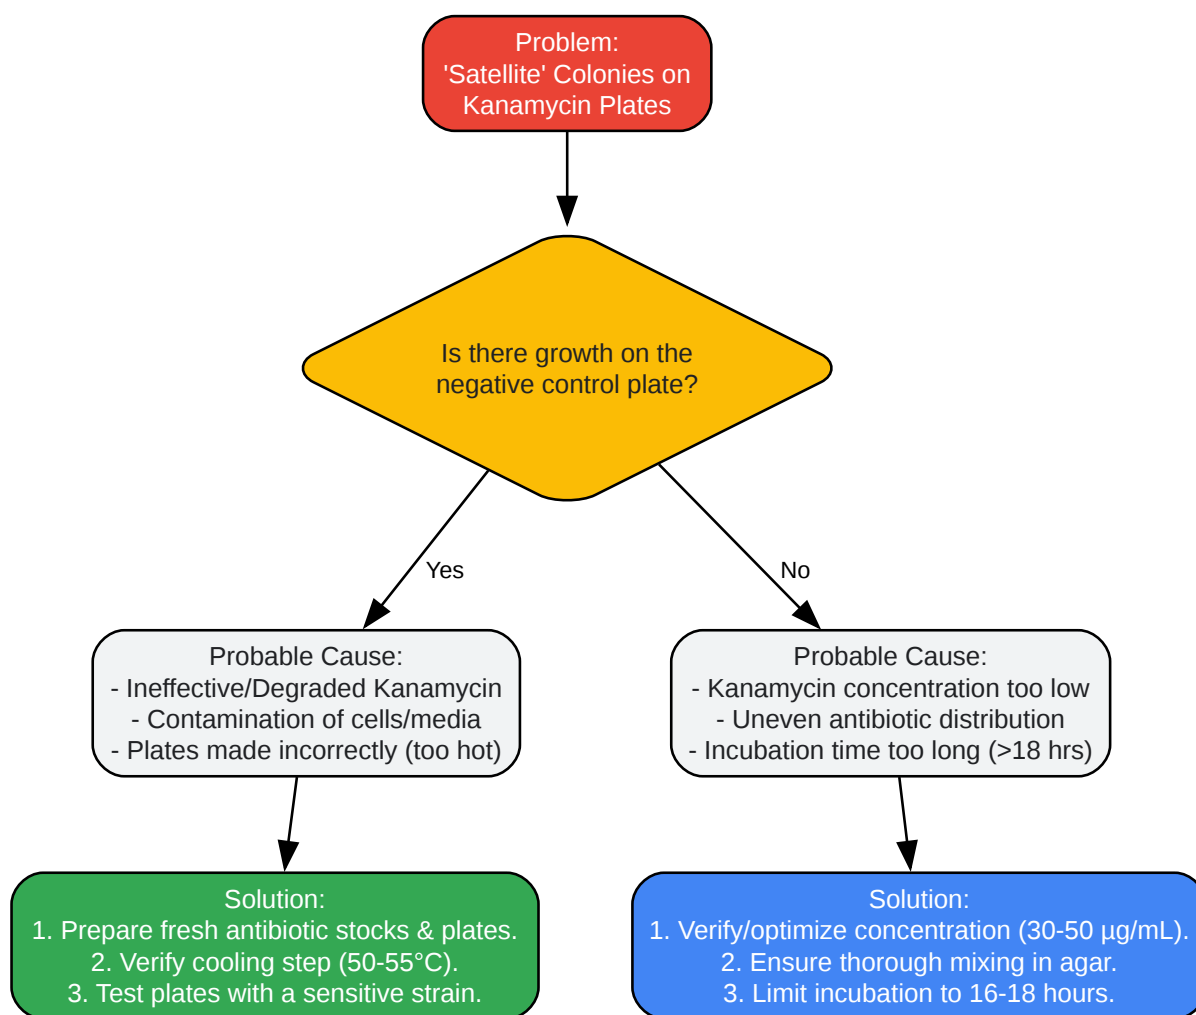 Problem:
'Satellite' Colonies on
Kanamycin Plates
Is there growth on the
negative control plate?
Yes
No
Probable Cause:
- Ineffective/Degraded Kanamycin
- Contamination of cells/media
- Plates made incorrectly (too hot)
Probable Cause:
- Kanamycin concentration too low
- Uneven antibiotic distribution
- Incubation time too long (>18 hrs)
Solution:
1. Prepare fresh antibiotic stocks & plates.
2. Verify cooling step (50-55°C).
3. Test plates with a sensitive strain.
Solution:
1. Verify/optimize concentration (30-50 µg/mL).
2. Ensure thorough mixing in agar.
3. Limit incubation to 16-18 hours.